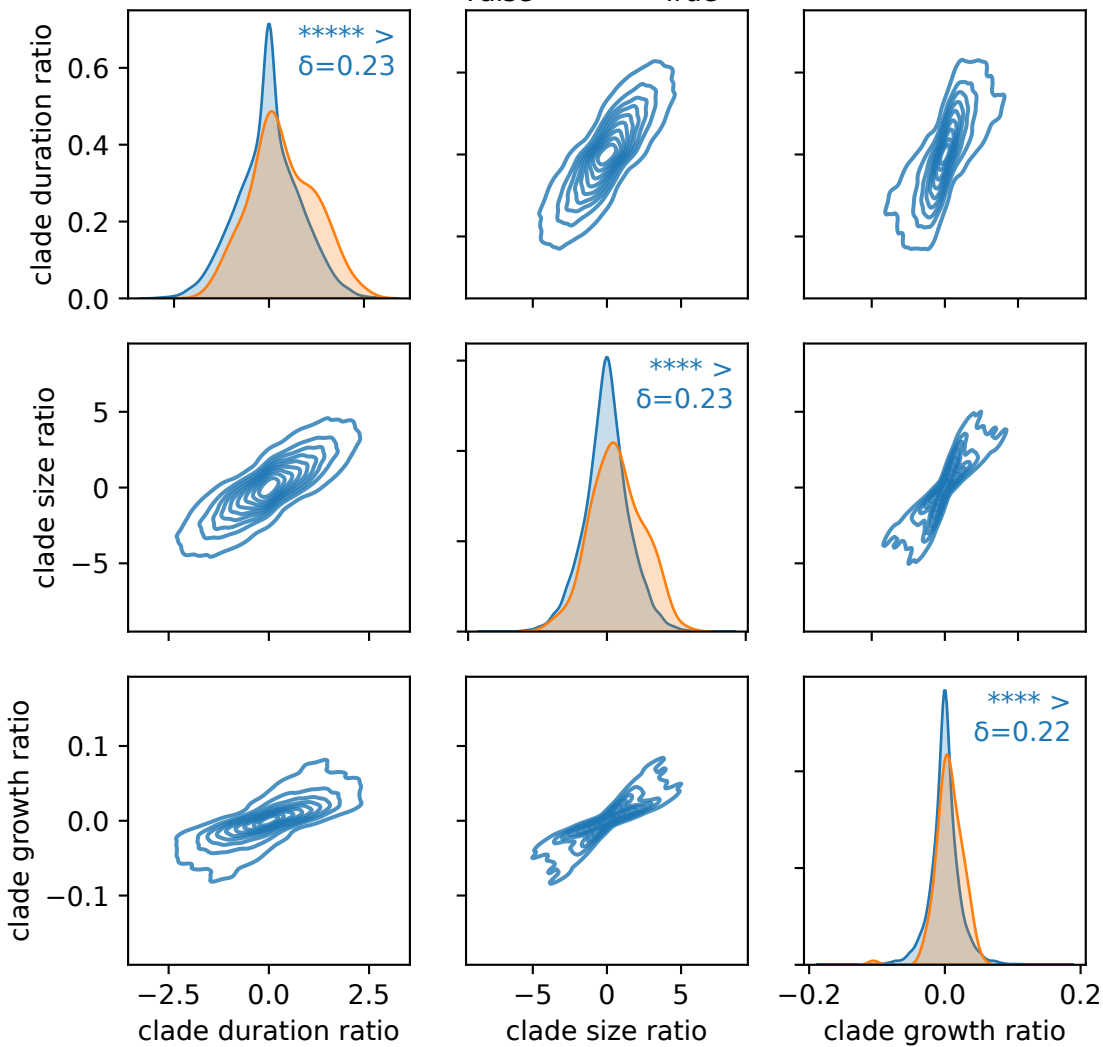 ***** >
δ=0.23
clade duration ratio
0.6
0.4
0.2
0.0
**** >
δ=0.23
clade size ratio
5
0
−5
**** >
δ=0.22
clade growth ratio
0.1
0.0
−0.1
−2.5 0.0 2.5
−5 0 5
−0.2 0.0 0.2
clade duration ratio
clade size ratio
clade growth ratio